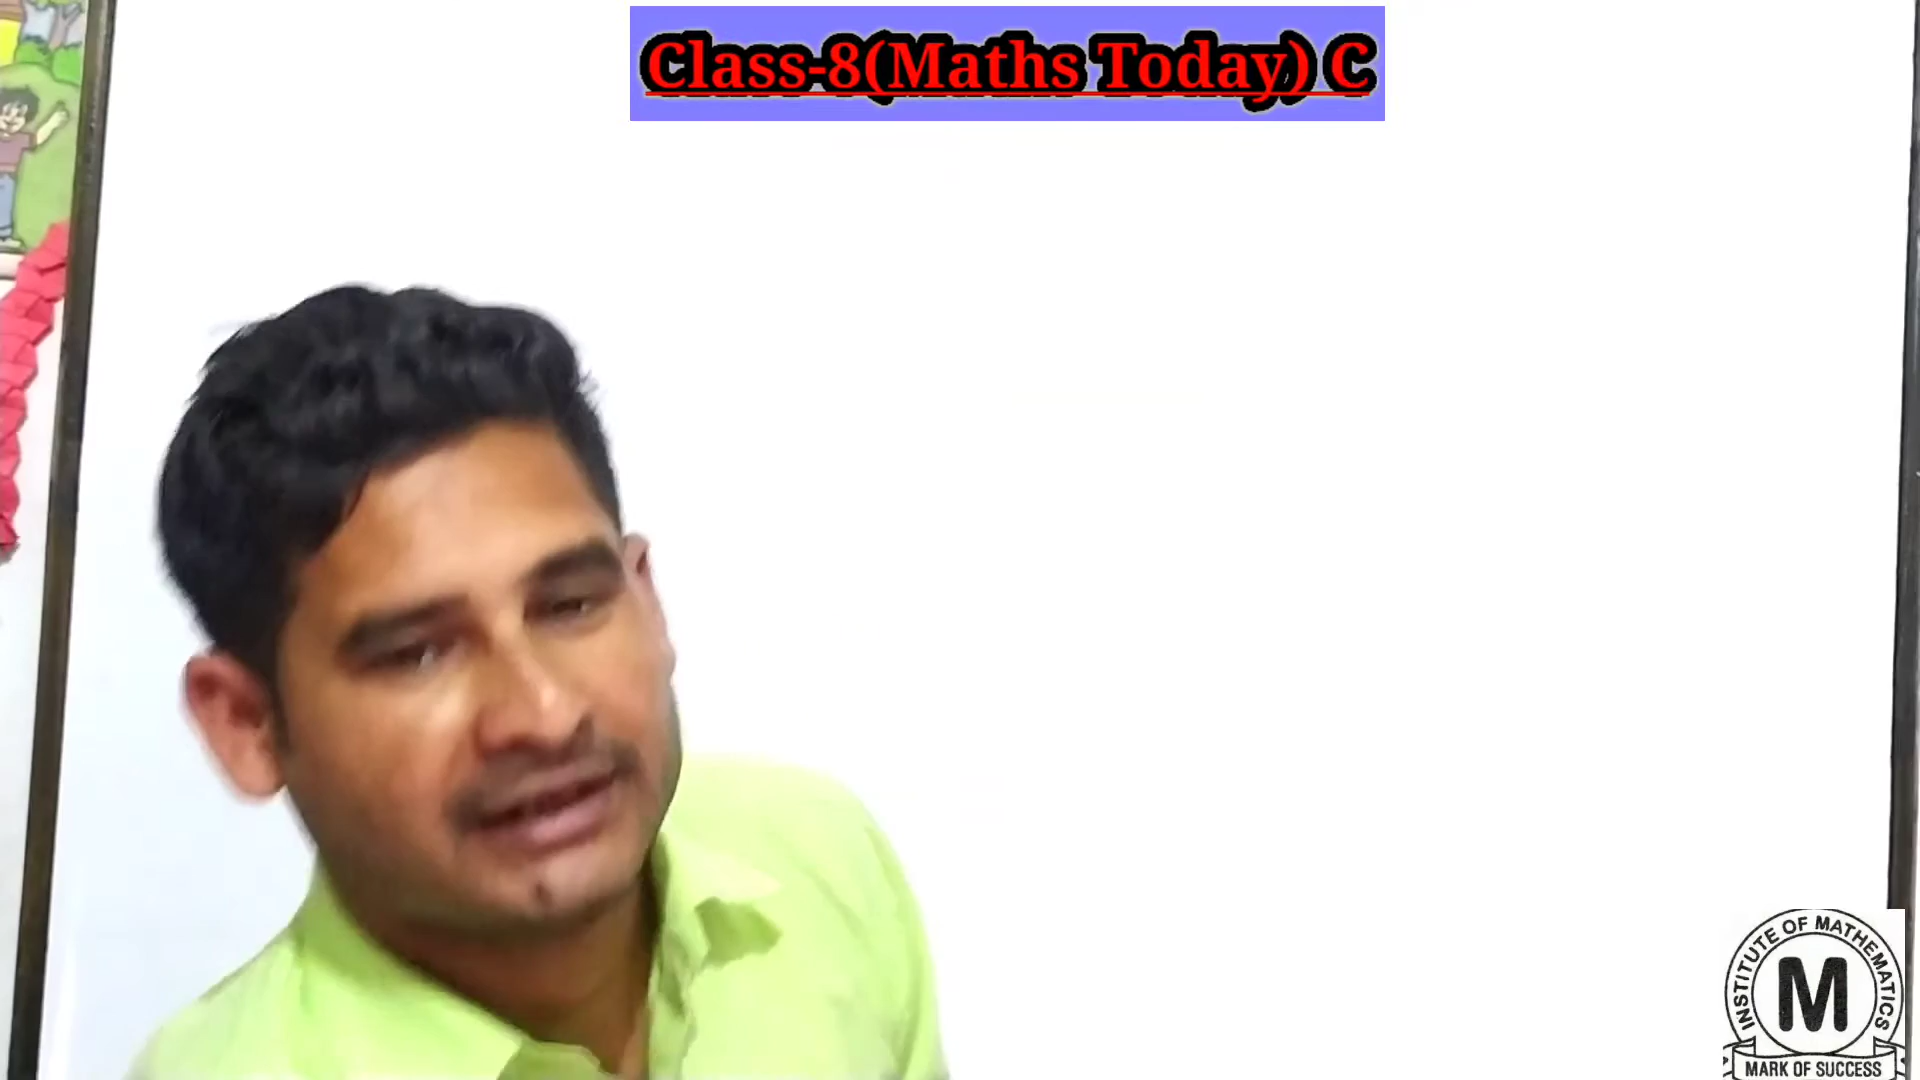 Class-8(Maths Today) C
INSTITUTE OF MATHEMATICS
M
MARK OF SUCCESS